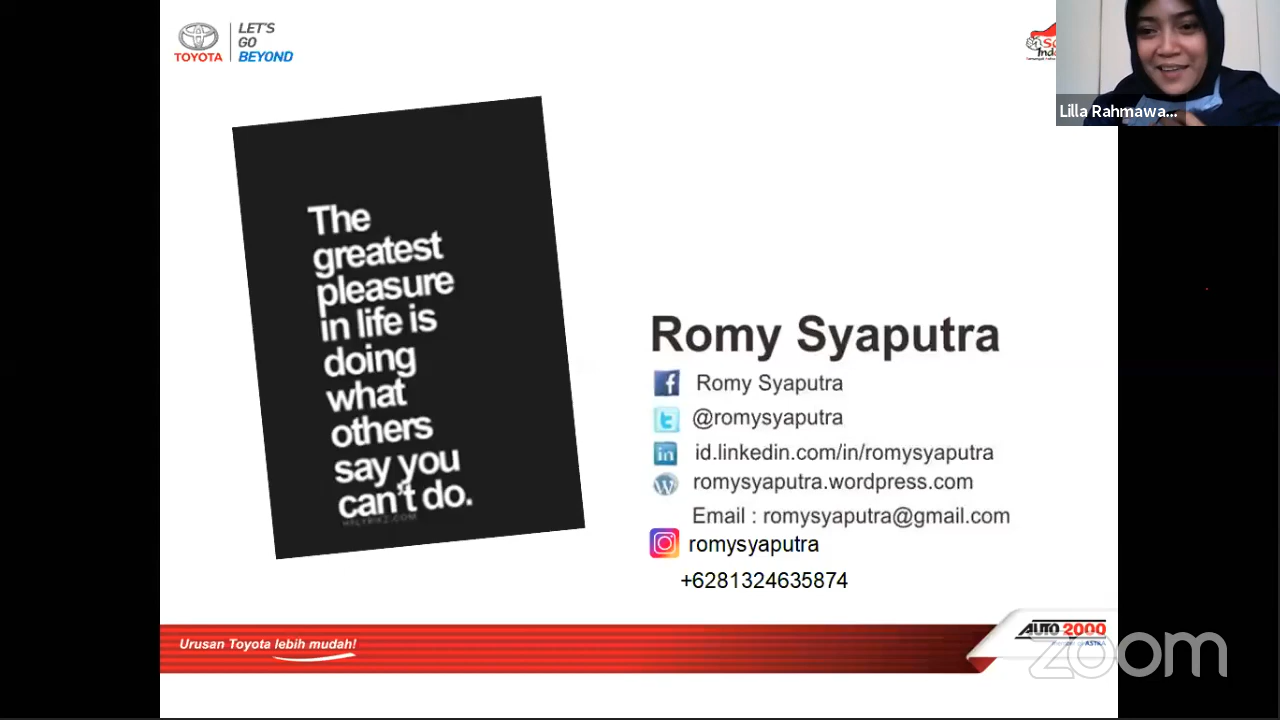 TOYOTA
LET'S
GO
BEYOND
Lilla Rahmawa...
The
greatest
pleasure
in life is
doing
what
others
say you
can't do.
Romy Syaputra
Romy Syaputra
@romysyaputra
id.linkedin.com/in/romysyaputra
romysyaputra.wordpress.com
Email : romysyaputra@gmail.com
romysyaputra
+6281324635874
Urusan Toyota lebih mudah!
AUTO 2000
zoom